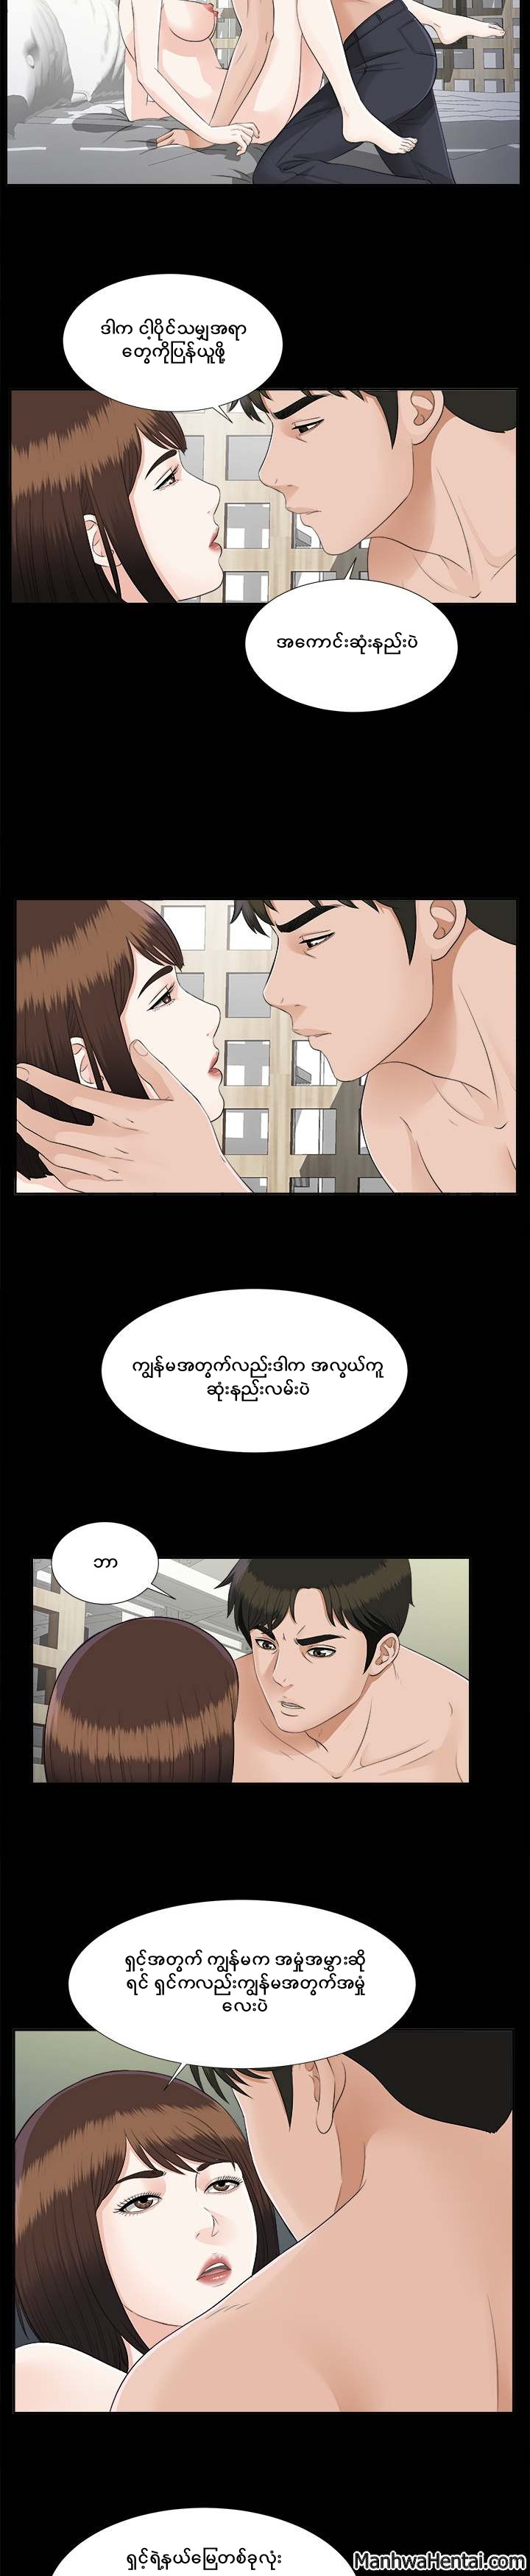 ဒါက ငါ့ပိုင်သမျှအရာ
တွေကိုပြန်ယူဖို့
အကောင်းဆုံးနည်းပဲ
ကျွန်မအတွက်လည်းဒါက အလွယ်ကူ
ဆုံးနည်းလမ်းပဲ
ဘာ
ရှင့်အတွက် ကျွန်မက အမှုံအမွှားဆို
ရင် ရှင်ကလည်းကျွန်မအတွက်အမှုံ
လေးပဲ
ရှင့်ရဲ့နယ်မြေတစ်ခုလုံး
ManhwaHentai.com